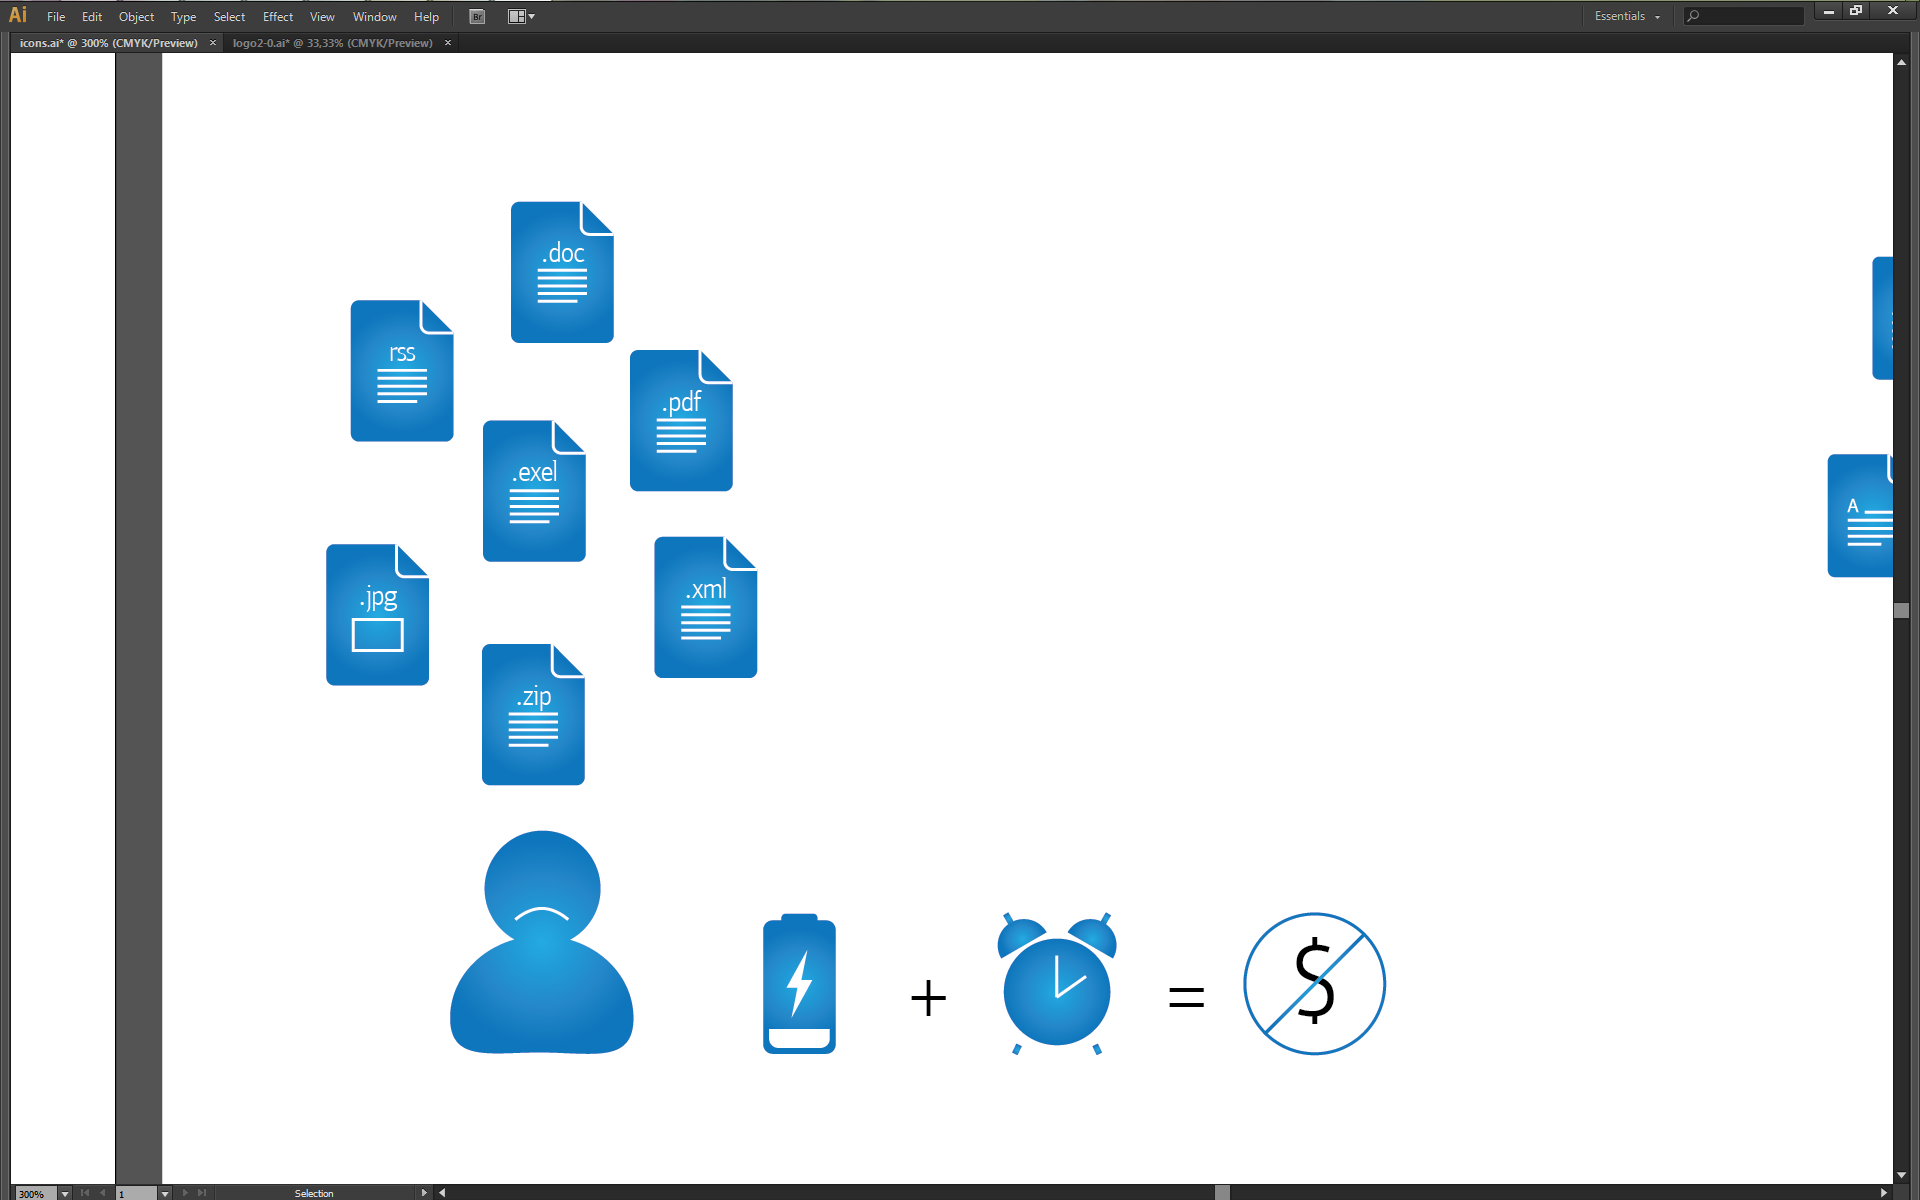 Ai File Edit Object Type Select Effect View Window Help Br Essentials
icons.ai* @ 300% (CMYK/Preview) × logo2-0.ai* @ 33,33% (CMYK/Preview) ×
.doc
rss
.pdf
.exel
A
.jpg
.xml
.zip
+ = $
300% 1 Selection